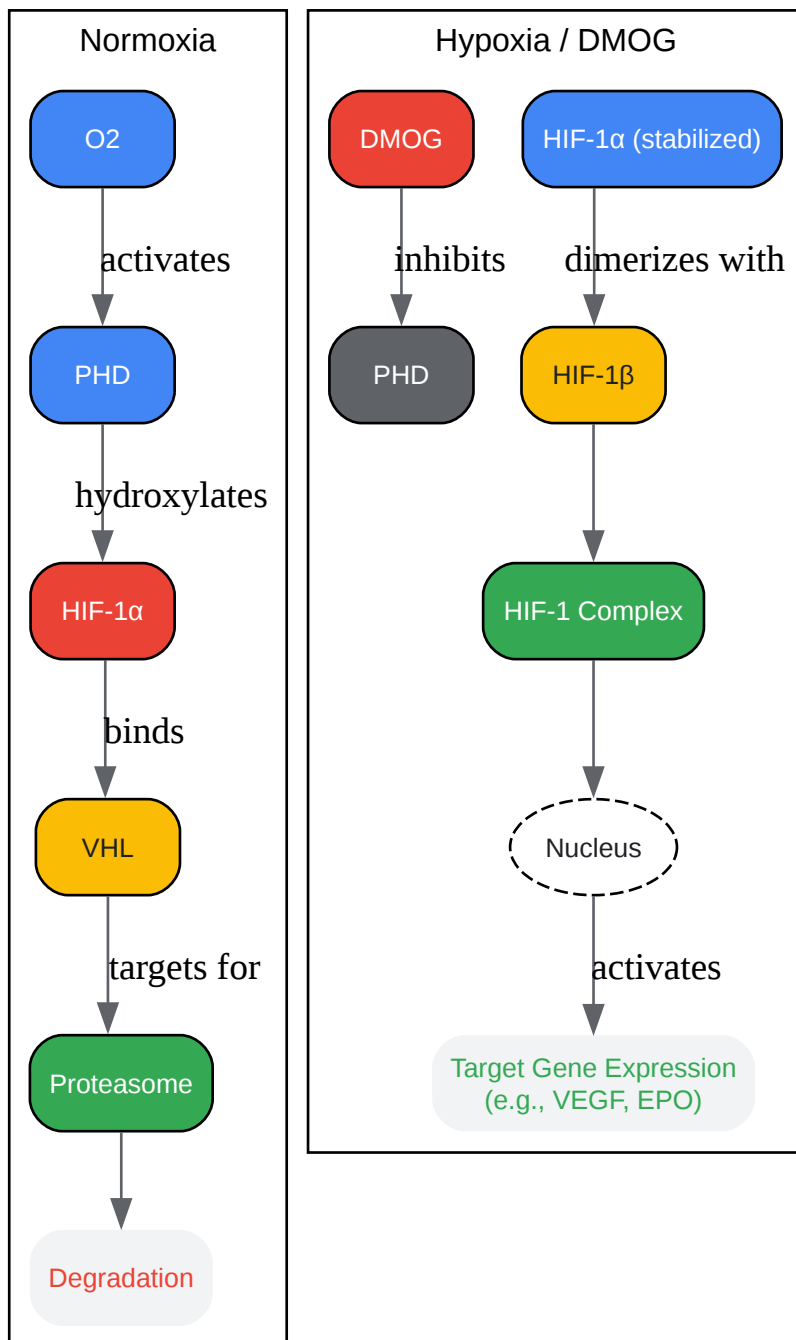 Normoxia
O2
activates
PHD
hydroxylates
HIF-1α
binds
VHL
targets for
Proteasome
Degradation
Hypoxia / DMOG
DMOG
inhibits
PHD
HIF-1α (stabilized)
dimerizes with
HIF-1β
HIF-1 Complex
Nucleus
activates
Target Gene Expression
(e.g., VEGF, EPO)